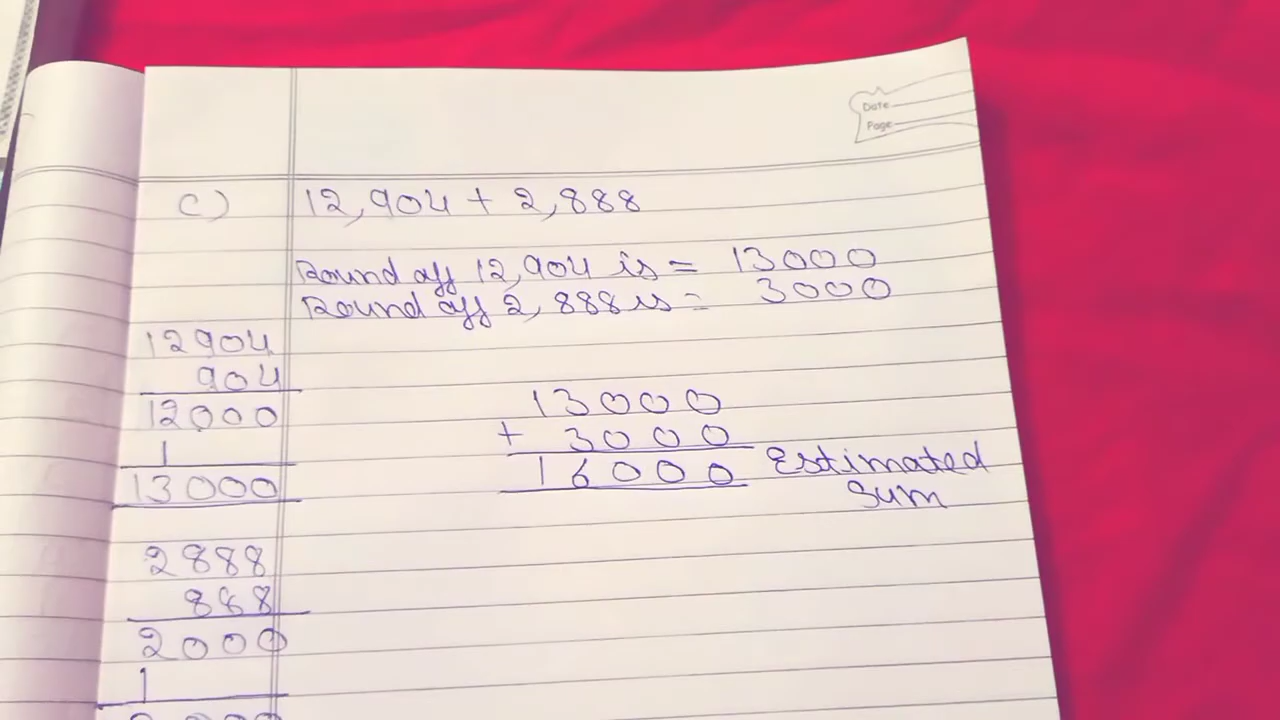 Date
Page
C) 12,904 + 2,888
Round off 12,904 is = 13000
Round off 2,888 is = 3000
12904
904
12000
1
13000
13000
+ 3000
16000 Estimated
Sum
2888
888
2000
1